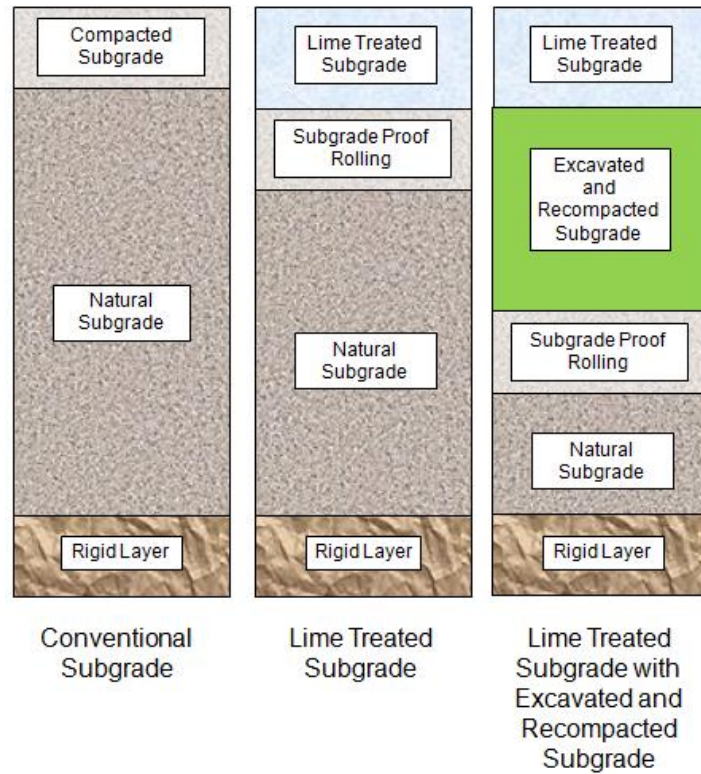 Compacted
Subgrade
Natural
Subgrade
Rigid Layer
Conventional
Subgrade
Lime Treated
Subgrade
Subgrade Proof
Rolling
Natural
Subgrade
Rigid Layer
Lime Treated
Subgrade
Lime Treated
Subgrade
Excavated
and
Recompacted
Subgrade
Subgrade Proof
Rolling
Natural
Subgrade
Rigid Layer
Lime Treated
Subgrade with
Excavated and
Recompacted
Subgrade